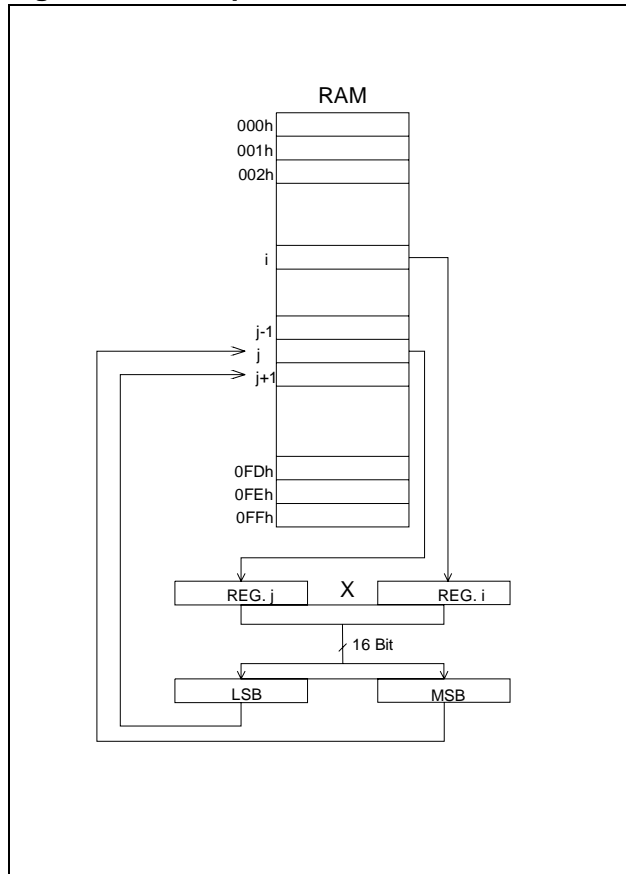 RAM
000h
001h
002h
i
j-1
j
j+1
0FDh
0FEh
0FFh
REG. j X REG. i
16 Bit
LSB MSB